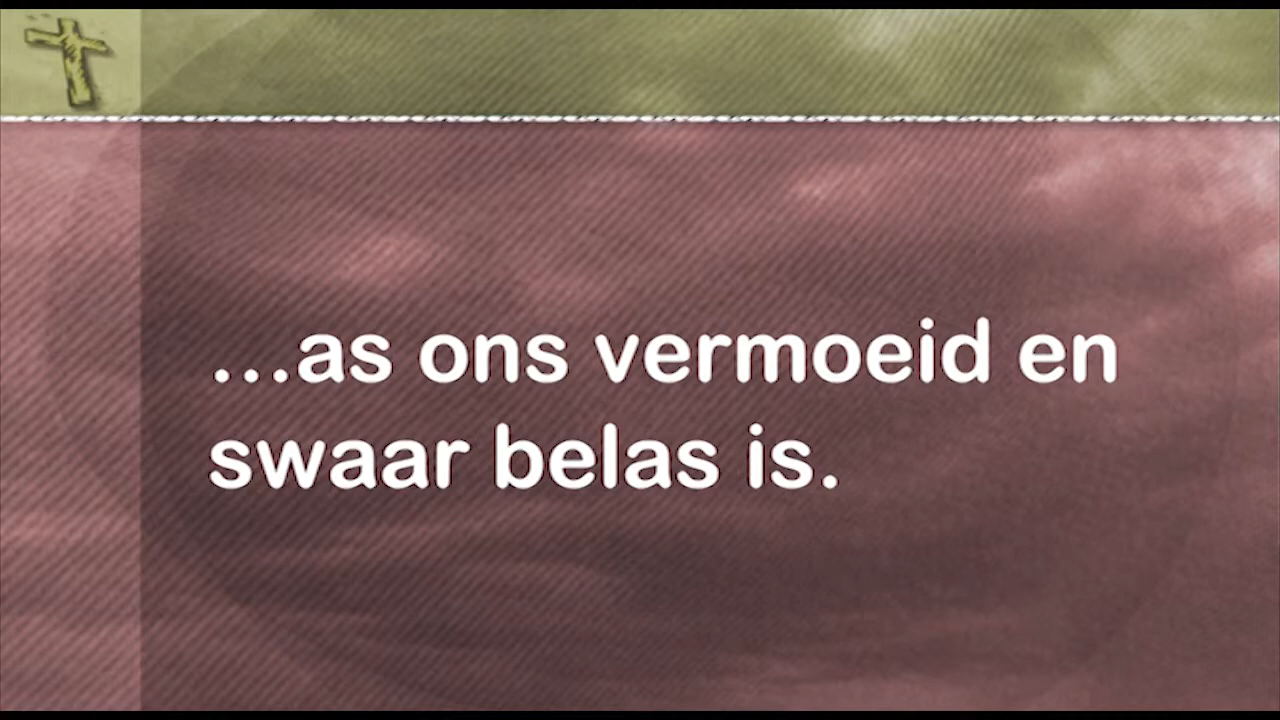 ...as ons vermoeid en
swaar belas is.